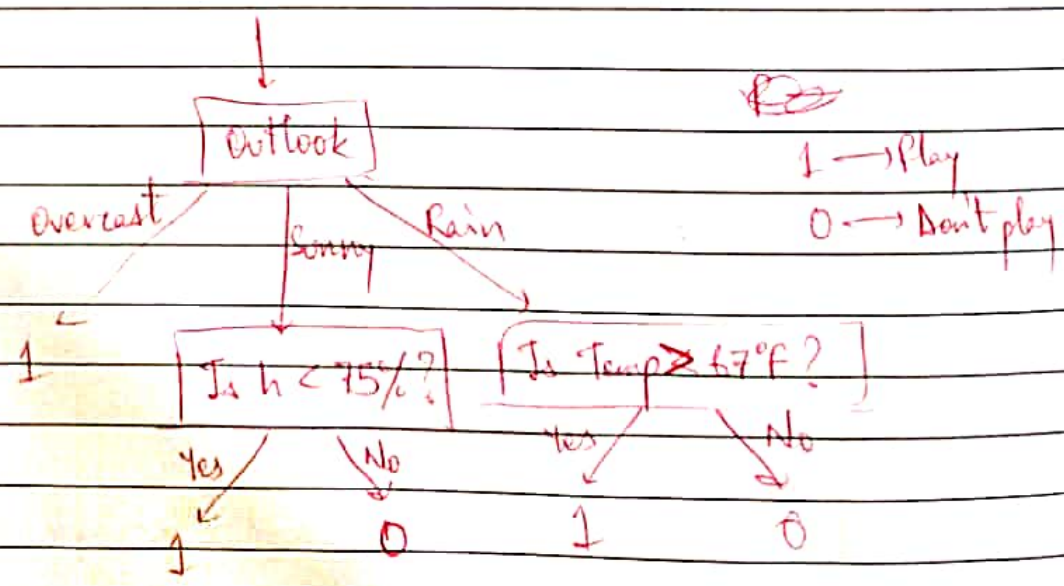 Outlook
1 → Play
0 → Don't play
Overcast
Sunny
Rain
1
Is h < 75%?
Is Temp > 67°F?
Yes
No
Yes
No
1
0
1
0